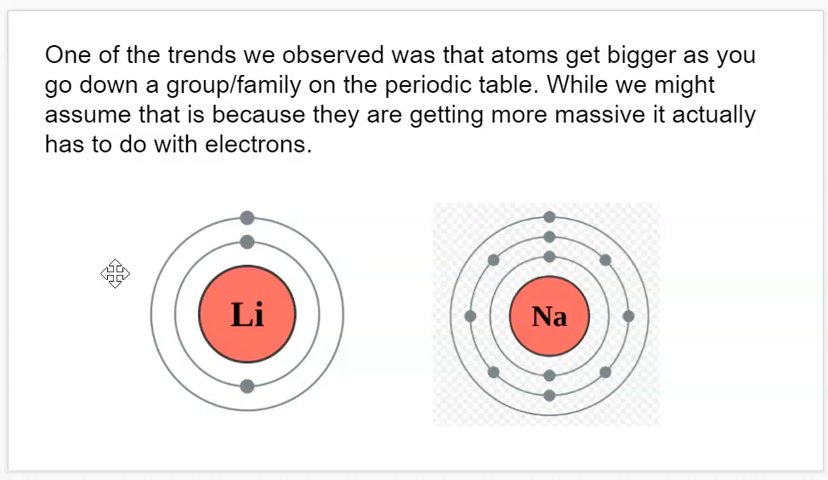 One of the trends we observed was that atoms get bigger as you
go down a group/family on the periodic table. While we might
assume that is because they are getting more massive it actually
has to do with electrons.
Li
Na